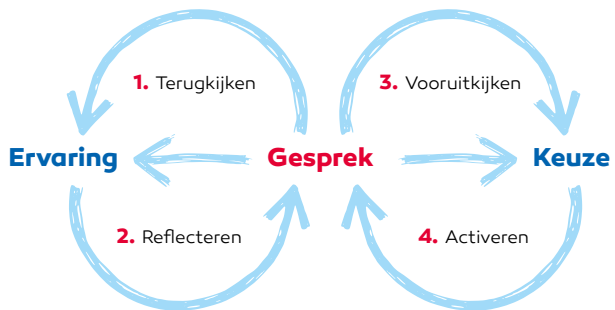 1. Terugkijken
3. Vooruitkijken
Ervaring
Gesprek
Keuze
2. Reflecteren
4. Activeren